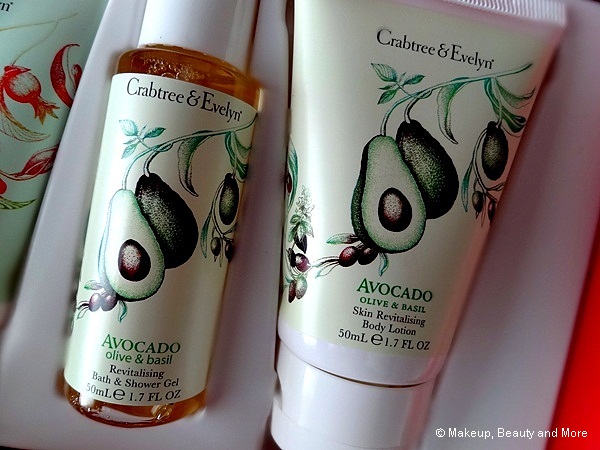 Crabtree & Evelyn®
AVOCADO
olive & basil
Revitalising
Bath & Shower Gel
50mL ℮ 1.7 FL OZ
Crabtree & Evelyn®
AVOCADO
OLIVE & BASIL
Skin Revitalising
Body Lotion
50mL ℮ 1.7 FL OZ
© Makeup, Beauty and More